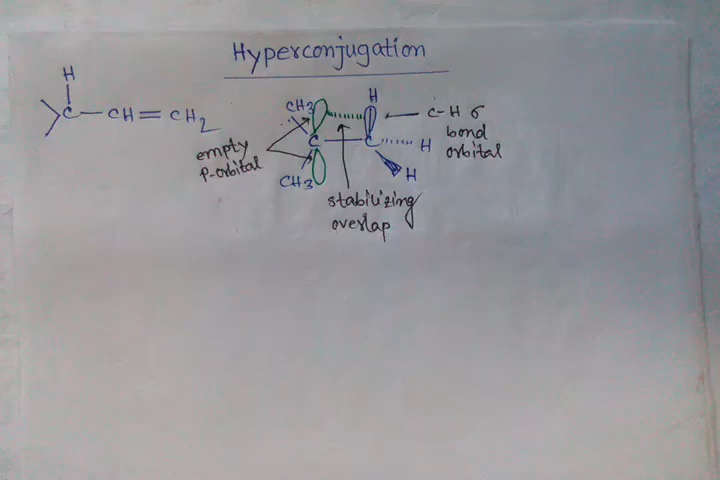 Hyperconjugation
H
C-CH=CH2
CH3
H
C-H σ
bond
orbital
empty
P-orbital
C
C
H
CH3
H
stabilizing
overlap